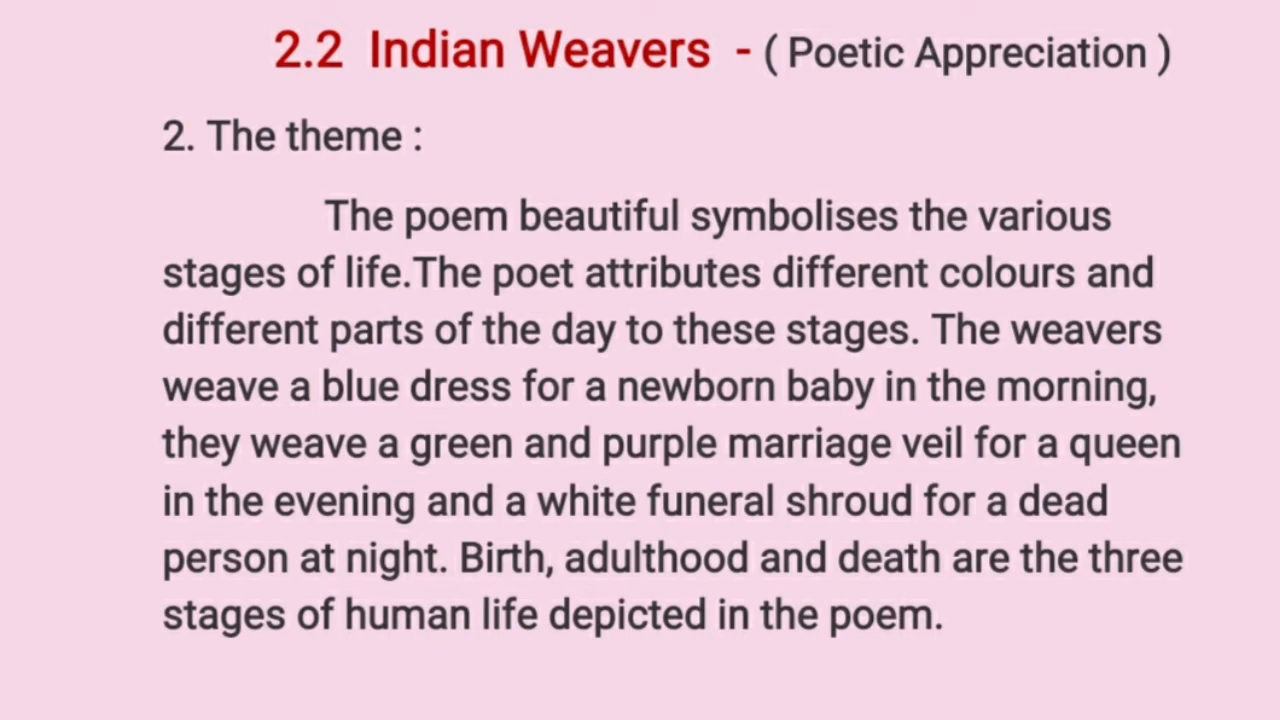 2.2 Indian Weavers - ( Poetic Appreciation )
2. The theme :
The poem beautiful symbolises the various
stages of life.The poet attributes different colours and
different parts of the day to these stages. The weavers
weave a blue dress for a newborn baby in the morning,
they weave a green and purple marriage veil for a queen
in the evening and a white funeral shroud for a dead
person at night. Birth, adulthood and death are the three
stages of human life depicted in the poem.